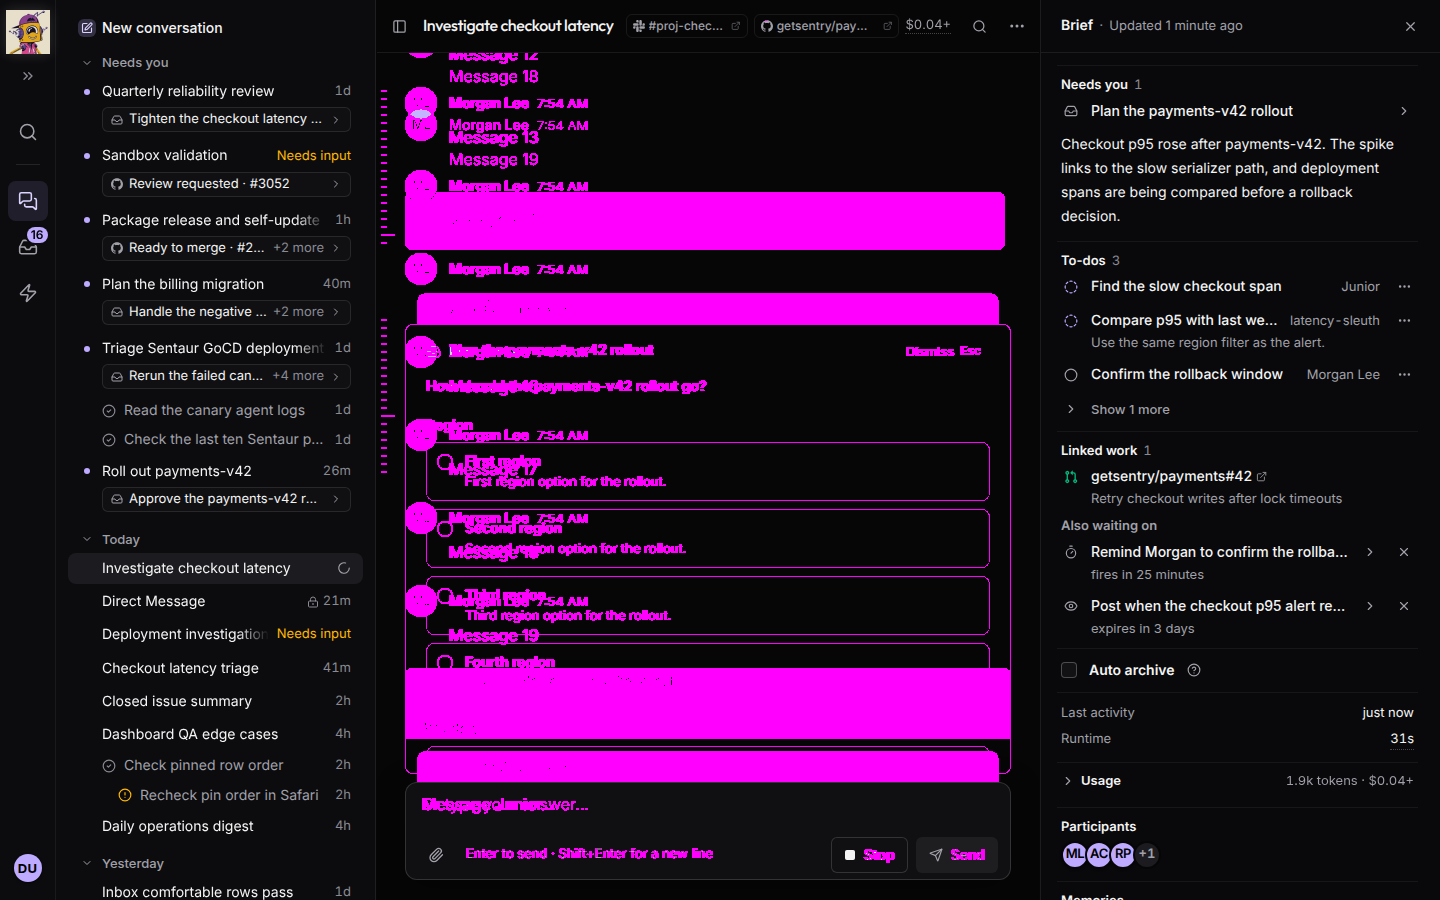 New conversation
Needs you
Quarterly reliability review 1d
Tighten the checkout latency ...
Sandbox validation Needs input
Review requested · #3052
Package release and self-update 1h
Ready to merge · #2... +2 more
Plan the billing migration 40m
Handle the negative ... +2 more
Triage Sentaur GoCD deployment 1d
Rerun the failed can... +4 more
Read the canary agent logs 1d
Check the last ten Sentaur p... 1d
Roll out payments-v42 26m
Approve the payments-v42 r...
Today
Investigate checkout latency
Direct Message 21m
Deployment investigation Needs input
Checkout latency triage 41m
Closed issue summary 2h
Dashboard QA edge cases 4h
Check pinned row order 2h
Recheck pin order in Safari 2h
Daily operations digest 4h
Yesterday
Inbox comfortable rows pass 1d
16
DU
Investigate checkout latency #proj-chec... getsentry/pay... $0.04+
Message 12
Message 18
Morgan Lee 7:54 AM
Morgan Lee 7:54 AM
Message 13
Message 19
Morgan Lee 7:54 AM
Morgan Lee 7:54 AM
payments-v42 rollout Dismiss Esc
payments-v42 rollout go?
Morgan Lee 7:54 AM
First region
Message 17
First region option for the rollout.
Morgan Lee 7:54 AM
Second region
Second region option for the rollout.
Third region
Morgan Lee 7:54 AM
Third region option for the rollout.
Message 19
Fourth region
Enter to send · Shift+Enter for a new line
Stop
Send
Brief · Updated 1 minute ago
Needs you 1
Plan the payments-v42 rollout
Checkout p95 rose after payments-v42. The spike
links to the slow serializer path, and deployment
spans are being compared before a rollback
decision.
To-dos 3
Find the slow checkout span Junior
Compare p95 with last we... latency-sleuth
Use the same region filter as the alert.
Confirm the rollback window Morgan Lee
Show 1 more
Linked work 1
getsentry/payments#42
Retry checkout writes after lock timeouts
Also waiting on
Remind Morgan to confirm the rollba...
fires in 25 minutes
Post when the checkout p95 alert re...
expires in 3 days
Auto archive
Last activity just now
Runtime 31s
Usage 1.9k tokens · $0.04+
Participants
ML AC RP +1
Memories